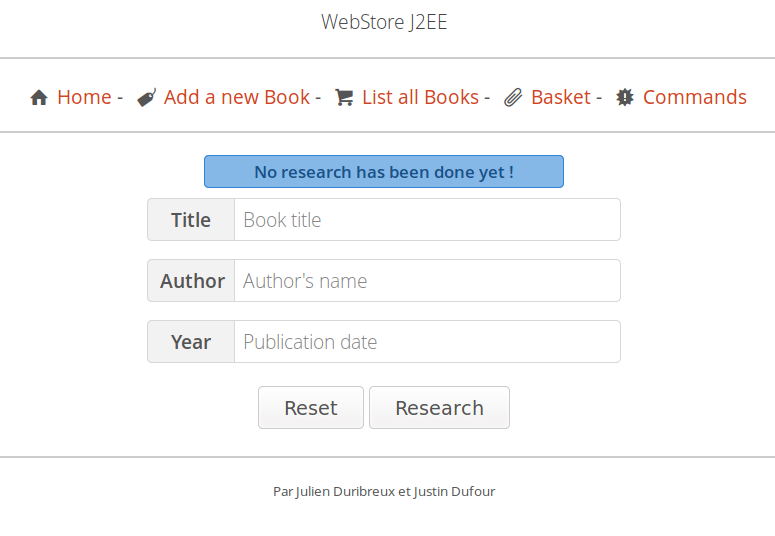 WebStore J2EE
Home - Add a new Book - List all Books - Basket - Commands
No research has been done yet !
Title Book title
Author Author's name
Year Publication date
Reset Research
Par Julien Duribreux et Justin Dufour